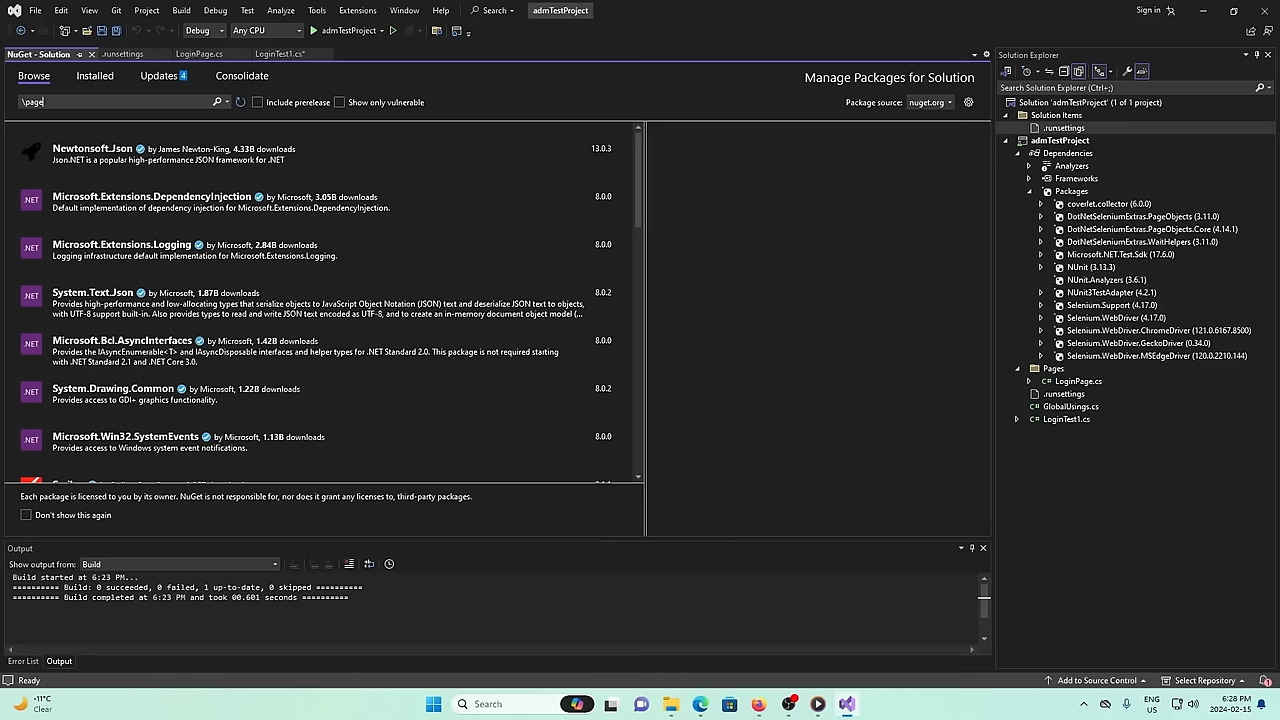 File Edit View Git Project Build Debug Test Analyze Tools Extensions Window Help Search admTestProject Sign in
Debug Any CPU admTestProject
NuGet - Solution .runsettings LoginPage.cs LoginTest1.cs*
Browse Installed Updates 4 Consolidate
Manage Packages for Solution
\page
Include prerelease
Show only vulnerable
Package source: nuget.org
Newtonsoft.Json by James Newton-King, 4.33B downloads 13.0.3
Json.NET is a popular high-performance JSON framework for .NET
.NET Microsoft.Extensions.DependencyInjection by Microsoft, 3.05B downloads 8.0.0
Default implementation of dependency injection for Microsoft.Extensions.DependencyInjection.
.NET Microsoft.Extensions.Logging by Microsoft, 2.84B downloads 8.0.0
Logging infrastructure default implementation for Microsoft.Extensions.Logging.
.NET System.Text.Json by Microsoft, 1.87B downloads 8.0.2
Provides high-performance and low-allocating types that serialize objects to JavaScript Object Notation (JSON) text and deserialize JSON text to objects,
with UTF-8 support built-in. Also provides types to read and write JSON text encoded as UTF-8, and to create an in-memory document object model (...
.NET Microsoft.Bcl.AsyncInterfaces by Microsoft, 1.42B downloads 8.0.0
Provides the IAsyncEnumerable<T> and IAsyncDisposable interfaces and helper types for .NET Standard 2.0. This package is not required starting
with .NET Standard 2.1 and .NET Core 3.0.
.NET System.Drawing.Common by Microsoft, 1.22B downloads 8.0.2
Provides access to GDI+ graphics functionality.
.NET Microsoft.Win32.SystemEvents by Microsoft, 1.13B downloads 8.0.0
Provides access to Windows system event notifications.
Each package is licensed to you by its owner. NuGet is not responsible for, nor does it grant any licenses to, third-party packages.
Don't show this again
Output
Show output from: Build
Build started at 6:23 PM...
========== Build: 0 succeeded, 0 failed, 1 up-to-date, 0 skipped ==========
========== Build completed at 6:23 PM and took 00.601 seconds ==========
Error List Output
Solution Explorer
Search Solution Explorer (Ctrl+;)
Solution 'admTestProject' (1 of 1 project)
Solution Items
.runsettings
admTestProject
Dependencies
Analyzers
Frameworks
Packages
coverlet.collector (6.0.0)
DotNetSeleniumExtras.PageObjects (3.11.0)
DotNetSeleniumExtras.PageObjects.Core (4.14.1)
DotNetSeleniumExtras.WaitHelpers (3.11.0)
Microsoft.NET.Test.Sdk (17.6.0)
NUnit (3.13.3)
NUnit.Analyzers (3.6.1)
NUnit3TestAdapter (4.2.1)
Selenium.Support (4.17.0)
Selenium.WebDriver (4.17.0)
Selenium.WebDriver.ChromeDriver (121.0.6167.8500)
Selenium.WebDriver.GeckoDriver (0.34.0)
Selenium.WebDriver.MSEdgeDriver (120.0.2210.144)
Pages
C# LoginPage.cs
.runsettings
C# GlobalUsings.cs
C# LoginTest1.cs
Ready Add to Source Control Select Repository 1
-11°C
Clear
Search
ENG
US
6:28 PM
2024-02-15